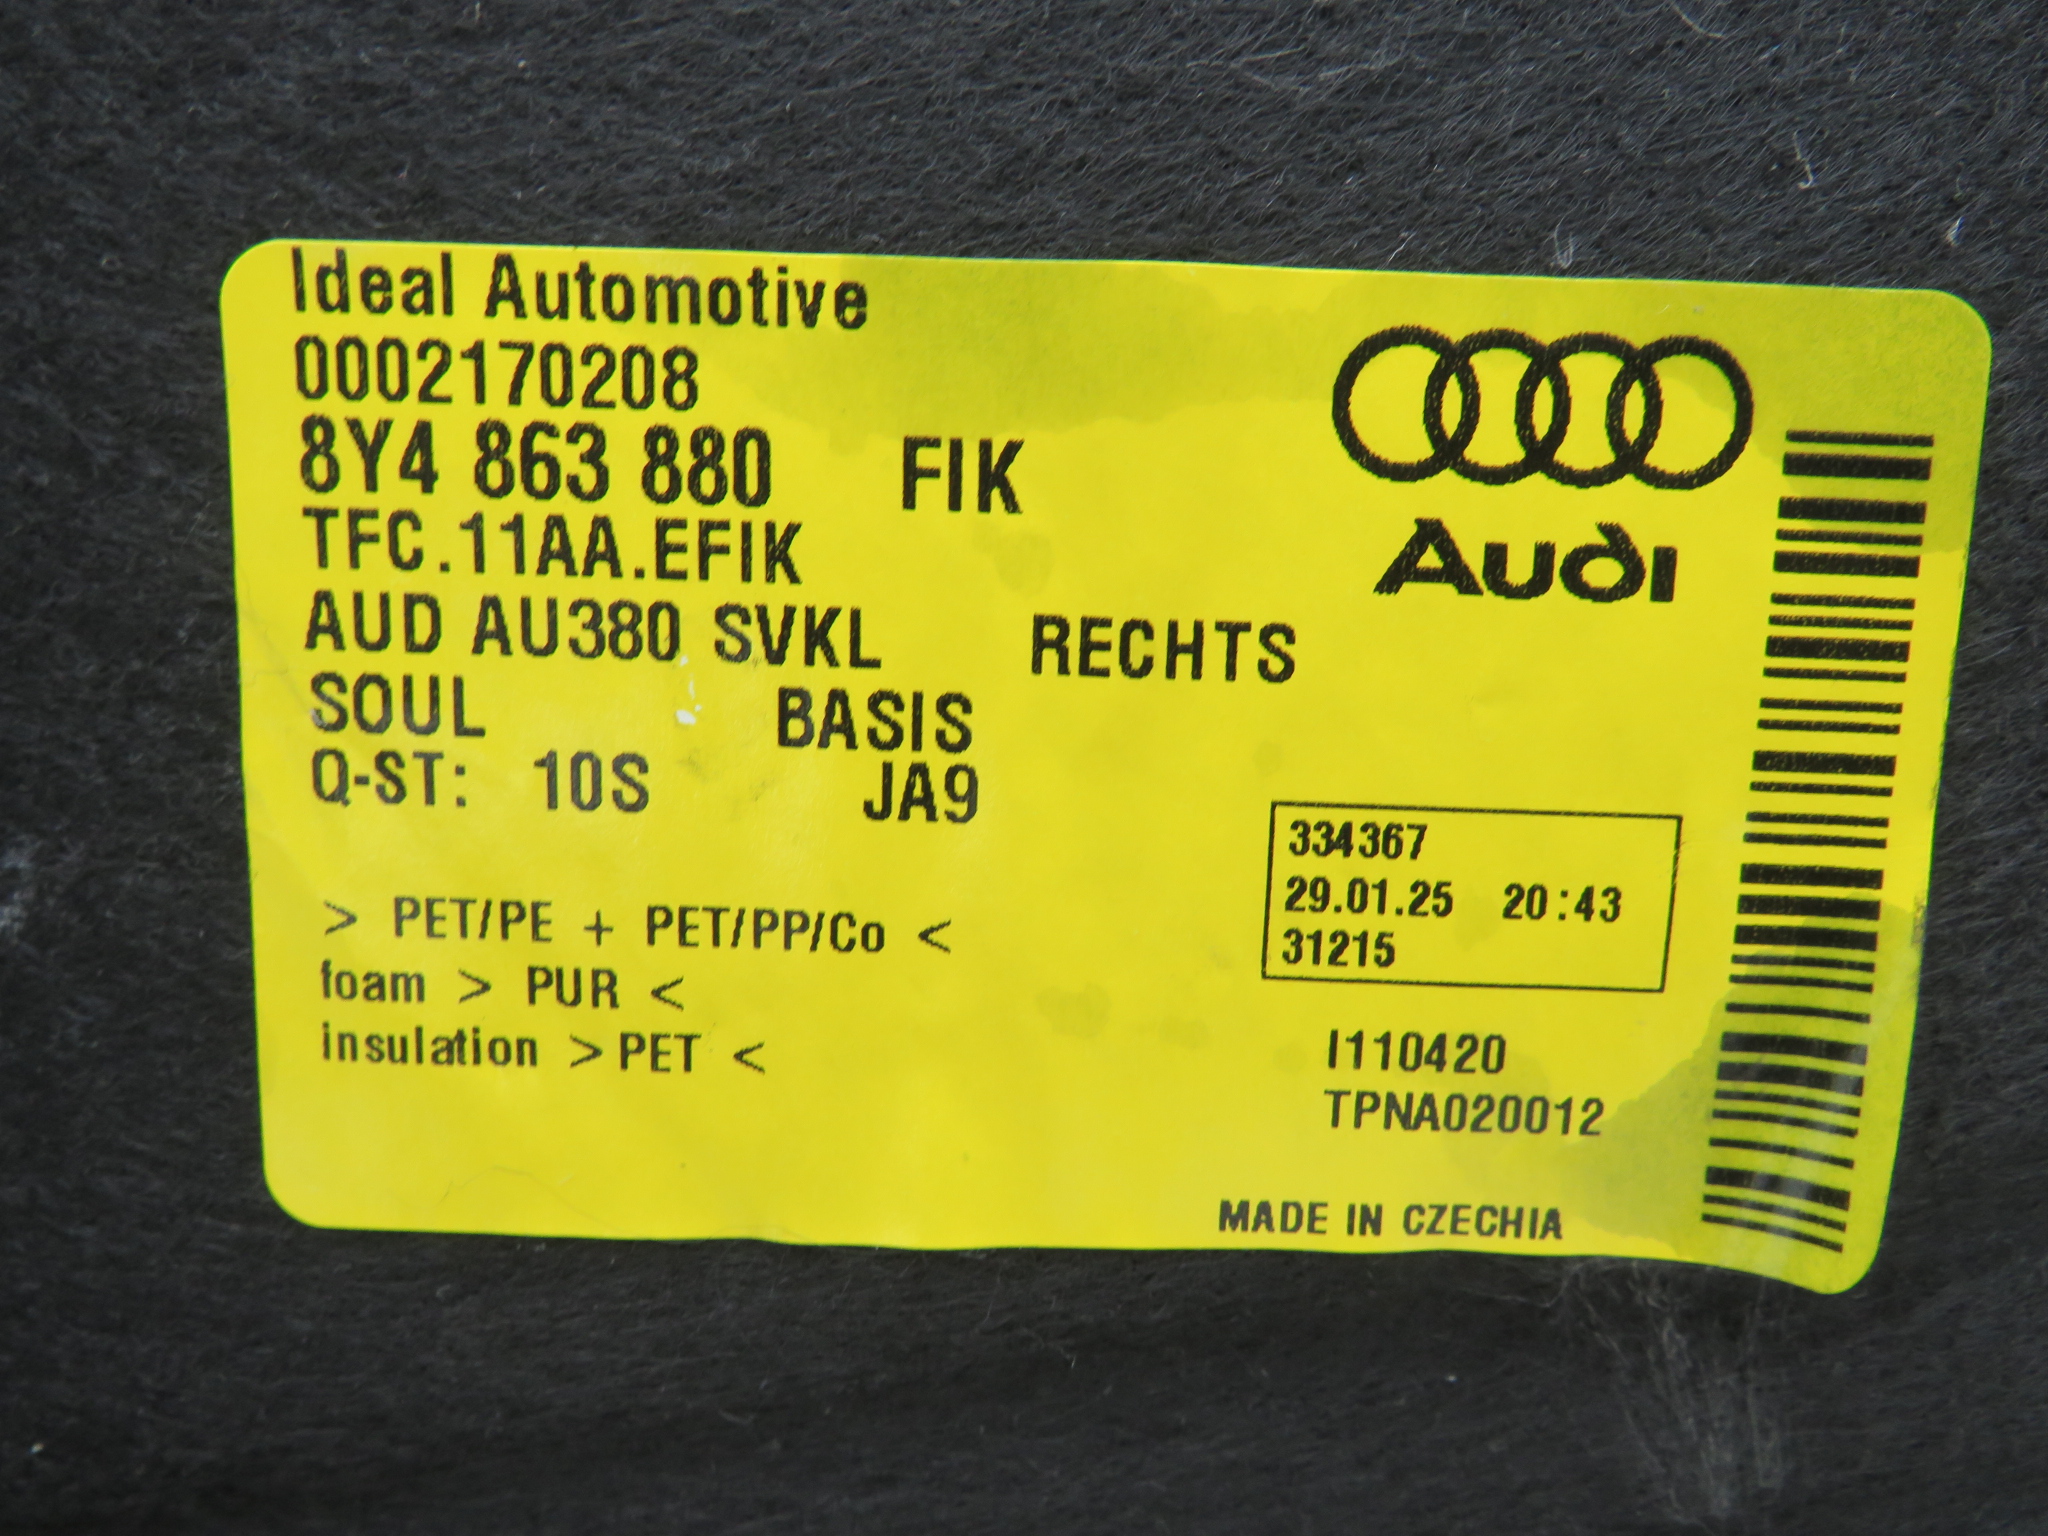 Ideal Automotive
0002170208
8Y4 863 880 FIK
TFC.11AA.EFIK
AUD AU380 SVKL RECHTS
SOUL BASIS
Q-ST: 10S JA9
Audi
334367
29.01.25 20:43
31215
> PET/PE + PET/PP/Co <
foam > PUR <
insulation > PET <
I110420
TPNA020012
MADE IN CZECHIA